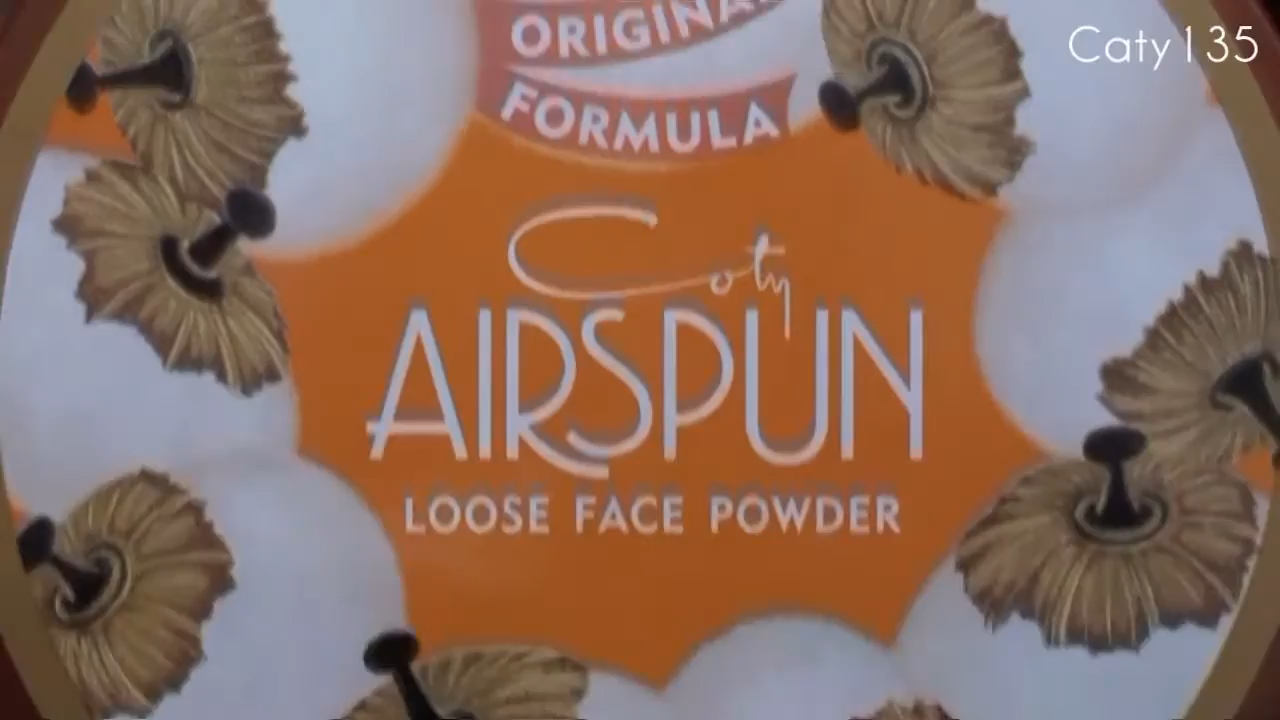 Caty135
ORIGINAL
FORMULA
Coty
AIRSPUN
LOOSE FACE POWDER